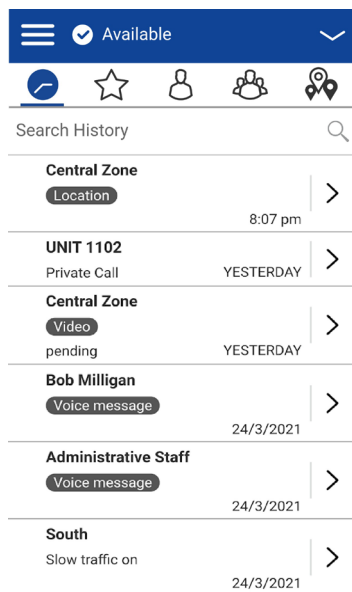 Available
Search History
Central Zone
Location
8:07 pm
UNIT 1102
Private Call YESTERDAY
Central Zone
Video
pending YESTERDAY
Bob Milligan
Voice message
24/3/2021
Administrative Staff
Voice message
24/3/2021
South
Slow traffic on
24/3/2021